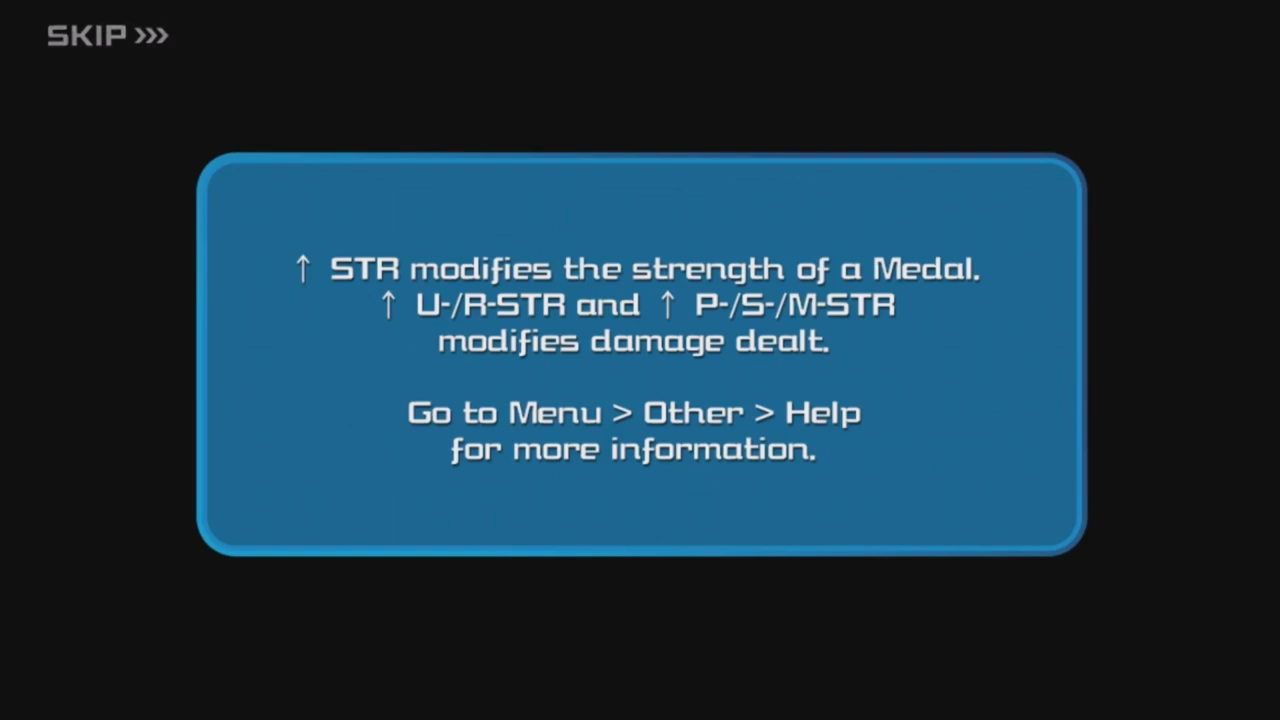 SKIP >>>
↑ STR modifies the strength of a Medal.
↑ U-/R-STR and ↑ P-/S-/M-STR
modifies damage dealt.
Go to Menu > Other > Help
for more information.